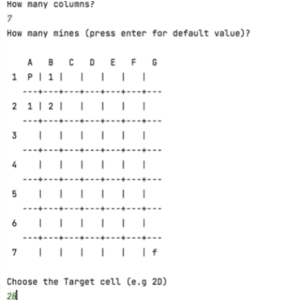 How many columns?
7
How many mines (press enter for default value)?
A B C D E F G
1 P | 1 | | | | |
---+---+---+---+---+---+---
2 1 | 2 | | | | |
---+---+---+---+---+---+---
3 | | | | | |
---+---+---+---+---+---+---
4 | | | | | |
---+---+---+---+---+---+---
5 | | | | | |
---+---+---+---+---+---+---
6 | | | | | |
---+---+---+---+---+---+---
7 | | | | | | f
Choose the Target cell (e.g 2D)